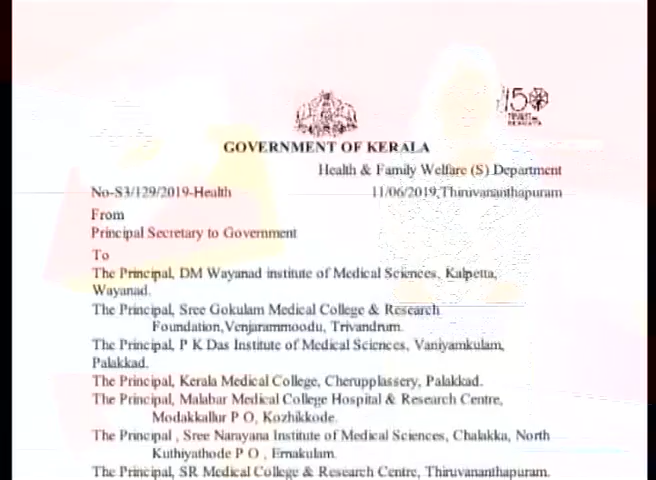 150
GOVERNMENT OF KERALA
Health & Family Welfare (S) Department
No-S3/129/2019-Health 11/06/2019,Thiruvananthapuram
From
Principal Secretary to Government
To
The Principal, DM Wayanad institute of Medical Sciences, Kalpetta,
Wayanad.
The Principal, Sree Gokulam Medical College & Research
Foundation,Venjarammoodu, Trivandrum.
The Principal, P K Das Institute of Medical Sciences, Vaniyamkulam,
Palakkad.
The Principal, Kerala Medical College, Cherupplassery, Palakkad.
The Principal, Malabar Medical College Hospital & Research Centre,
Modakkallur P O, Kozhikkode.
The Principal , Sree Narayana Institute of Medical Sciences, Chalakka, North
Kuthiyathode P O , Ernakulam.
The Principal, SR Medical College & Research Centre, Thiruvananthapuram.